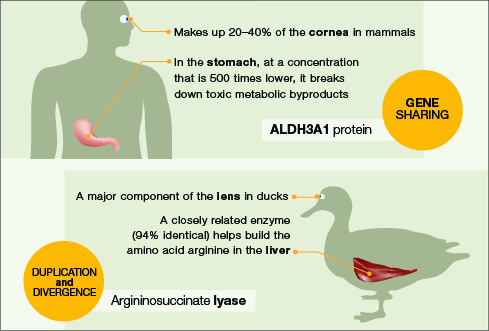 Makes up 20–40% of the cornea in mammals
In the stomach, at a concentration
that is 500 times lower, it breaks
down toxic metabolic byproducts
GENE
SHARING
ALDH3A1 protein
A major component of the lens in ducks
A closely related enzyme
(94% identical) helps build the
amino acid arginine in the liver
DUPLICATION
and
DIVERGENCE
Argininosuccinate lyase